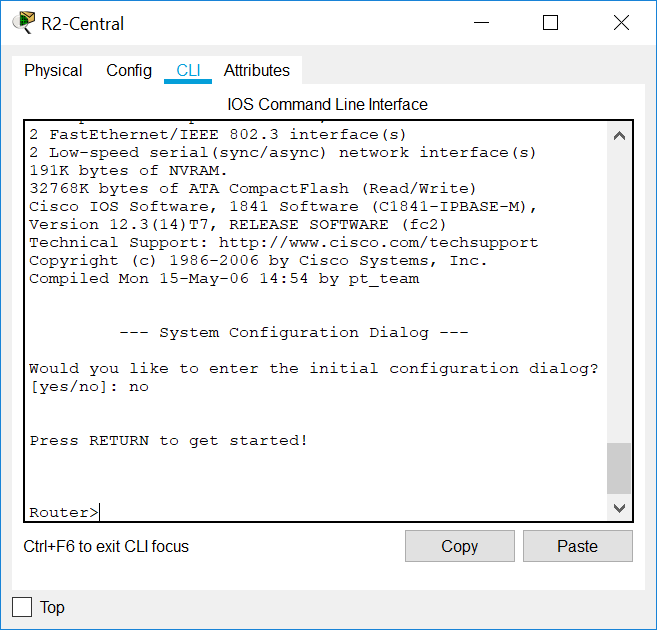 R2-Central
Physical Config CLI Attributes
IOS Command Line Interface
2 FastEthernet/IEEE 802.3 interface(s)
2 Low-speed serial(sync/async) network interface(s)
191K bytes of NVRAM.
32768K bytes of ATA CompactFlash (Read/Write)
Cisco IOS Software, 1841 Software (C1841-IPBASE-M),
Version 12.3(14)T7, RELEASE SOFTWARE (fc2)
Technical Support: http://www.cisco.com/techsupport
Copyright (c) 1986-2006 by Cisco Systems, Inc.
Compiled Mon 15-May-06 14:54 by pt_team
--- System Configuration Dialog ---
Would you like to enter the initial configuration dialog?
[yes/no]: no
Press RETURN to get started!
Router>
Ctrl+F6 to exit CLI focus
Copy Paste
Top